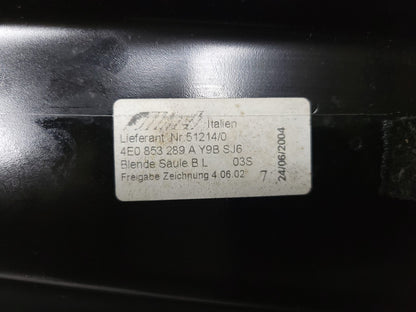 Italien
Lieferant Nr 51214/0
4E0 853 289 A Y9B SJ6
Blende Säule B L 03S
Freigabe Zeichnung 4.06.02 7
24/06/2004